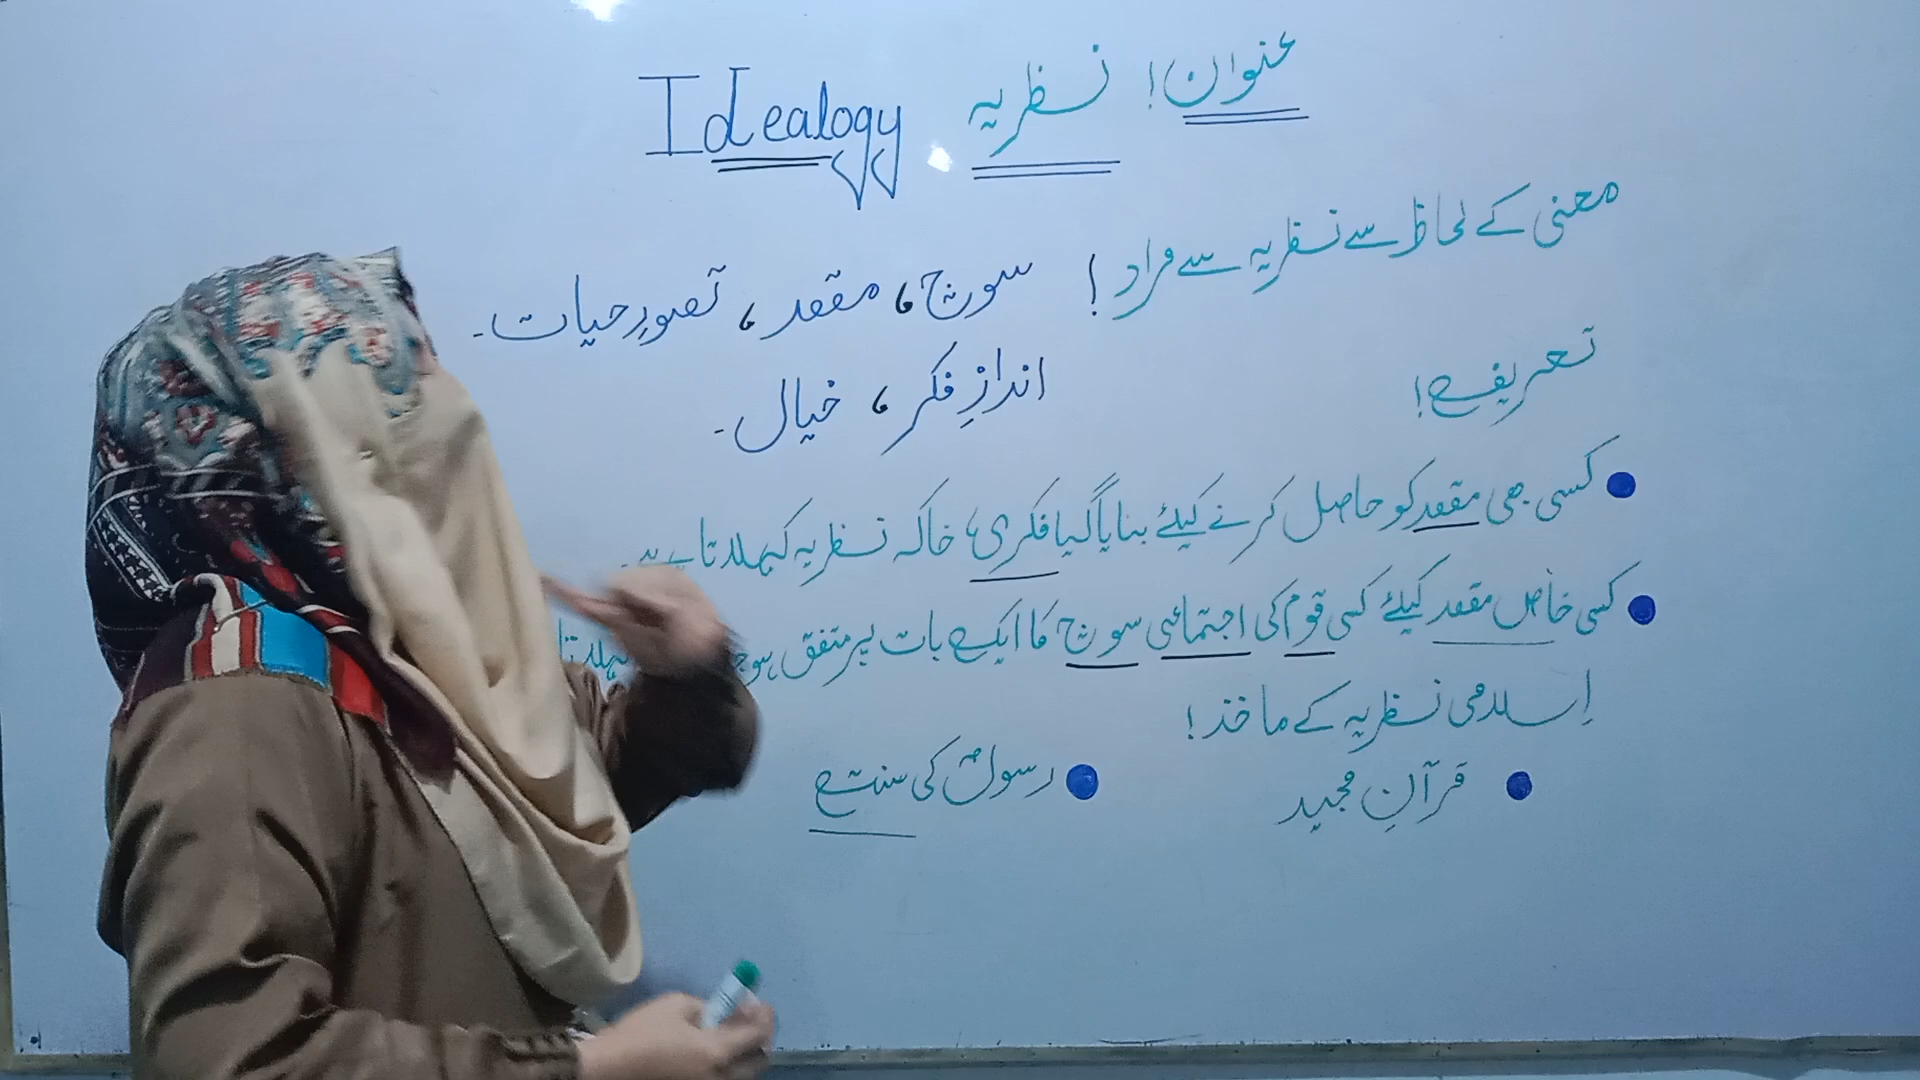 عنوان! نظریہ Idealogy
معنی کے لحاظ سے نظریہ سے مراد! سوچ، مقصد، تصورِ حیات۔
اندازِ فکر، خیال۔
تعریف!
کسی بھی مقصد کو حاصل کرنے کیلئے بنایا گیا فکری، خاکہ نظریہ کہلاتا ہے۔
کسی خاص مقصد کیلئے کسی قوم کی اجتماعی سوچ کا ایک بات پر متفق
اِسلامی نظریہ کے ماخذ!
قرآنِ مجید رسولؐ کی سنت